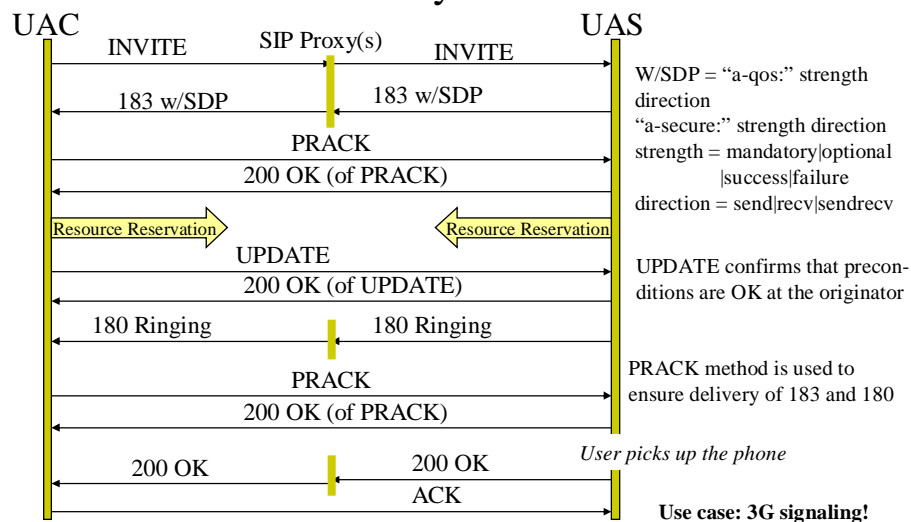 UAC
UAS
INVITE
SIP Proxy(s)
INVITE
183 w/SDP
183 w/SDP
PRACK
200 OK (of PRACK)
Resource Reservation
Resource Reservation
UPDATE
200 OK (of UPDATE)
180 Ringing
180 Ringing
PRACK
200 OK (of PRACK)
200 OK
200 OK
ACK
W/SDP = “a-qos:” strength
direction
“a-secure:” strength direction
strength = mandatory|optional
|success|failure
direction = send|recv|sendrecv
UPDATE confirms that precon-
ditions are OK at the originator
PRACK method is used to
ensure delivery of 183 and 180
User picks up the phone
Use case: 3G signaling!